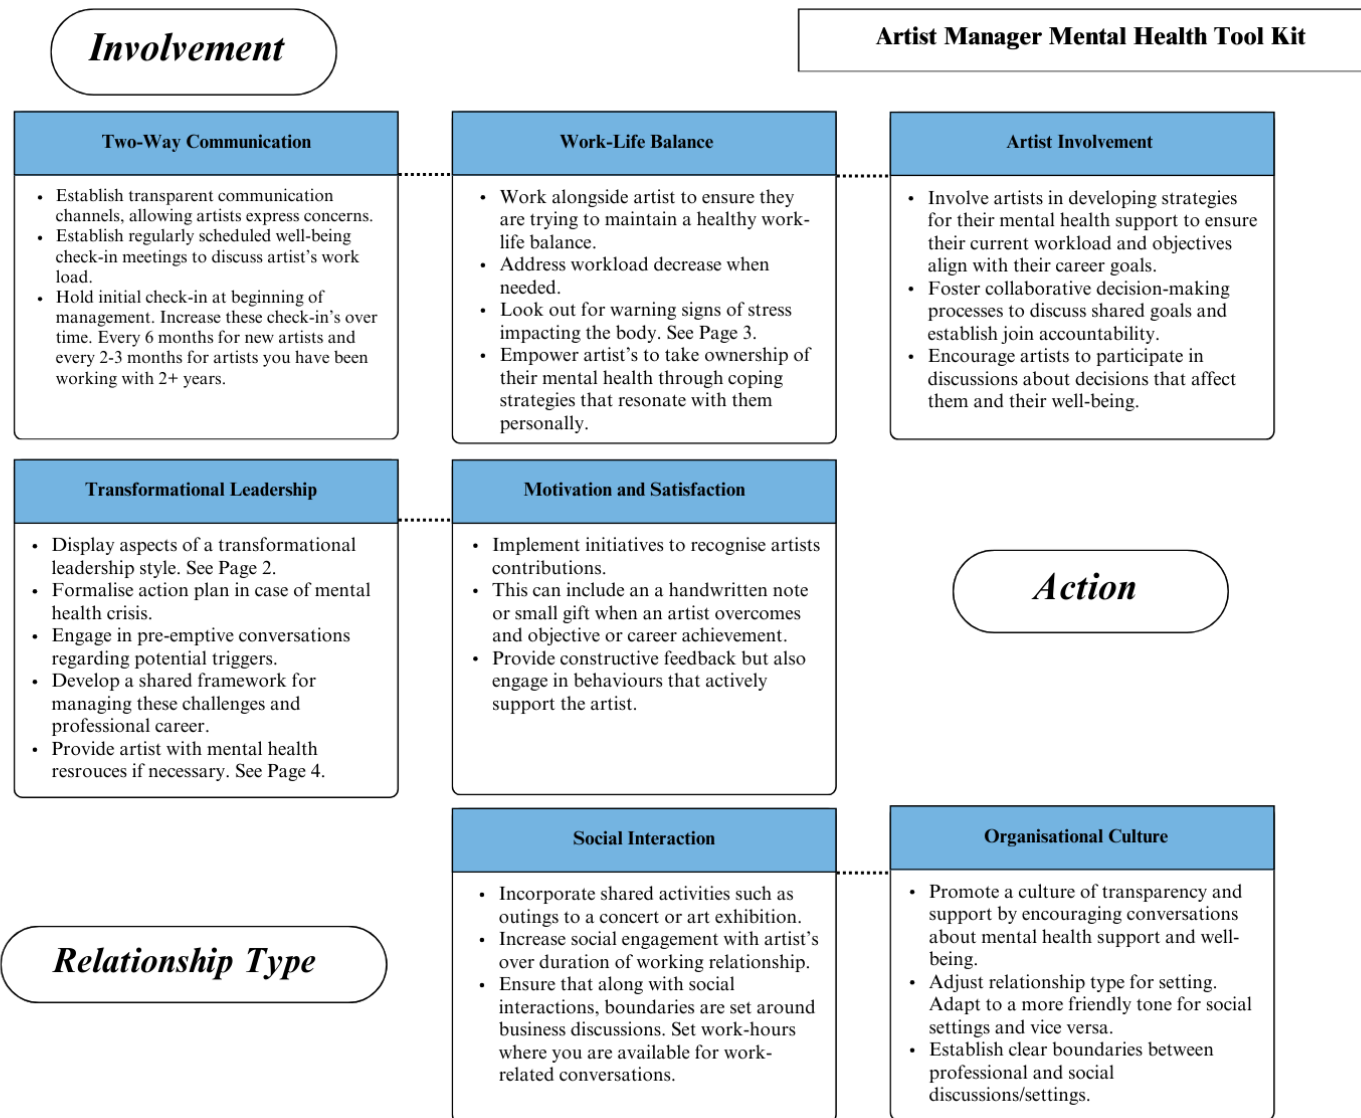 Involvement
Artist Manager Mental Health Tool Kit
Two-Way Communication
• Establish transparent communication
channels, allowing artists express concerns.
• Establish regularly scheduled well-being
check-in meetings to discuss artist's work
load.
• Hold initial check-in at beginning of
management. Increase these check-in's over
time. Every 6 months for new artists and
every 2-3 months for artists you have been
working with 2+ years.
Work-Life Balance
• Work alongside artist to ensure they
are trying to maintain a healthy work-
life balance.
• Address workload decrease when
needed.
• Look out for warning signs of stress
impacting the body. See Page 3.
• Empower artist's to take ownership of
their mental health through coping
strategies that resonate with them
personally.
Artist Involvement
• Involve artists in developing strategies
for their mental health support to ensure
their current workload and objectives
align with their career goals.
• Foster collaborative decision-making
processes to discuss shared goals and
establish join accountability.
• Encourage artists to participate in
discussions about decisions that affect
them and their well-being.
Transformational Leadership
• Display aspects of a transformational
leadership style. See Page 2.
• Formalise action plan in case of mental
health crisis.
• Engage in pre-emptive conversations
regarding potential triggers.
• Develop a shared framework for
managing these challenges and
professional career.
• Provide artist with mental health
resrouces if necessary. See Page 4.
Motivation and Satisfaction
• Implement initiatives to recognise artists
contributions.
• This can include an a handwritten note
or small gift when an artist overcomes
and objective or career achievement.
• Provide constructive feedback but also
engage in behaviours that actively
support the artist.
Action
Relationship Type
Social Interaction
• Incorporate shared activities such as
outings to a concert or art exhibition.
• Increase social engagement with artist's
over duration of working relationship.
• Ensure that along with social
interactions, boundaries are set around
business discussions. Set work-hours
where you are available for work-
related conversations.
Organisational Culture
• Promote a culture of transparency and
support by encouraging conversations
about mental health support and well-
being.
• Adjust relationship type for setting.
Adapt to a more friendly tone for social
settings and vice versa.
• Establish clear boundaries between
professional and social
discussions/settings.